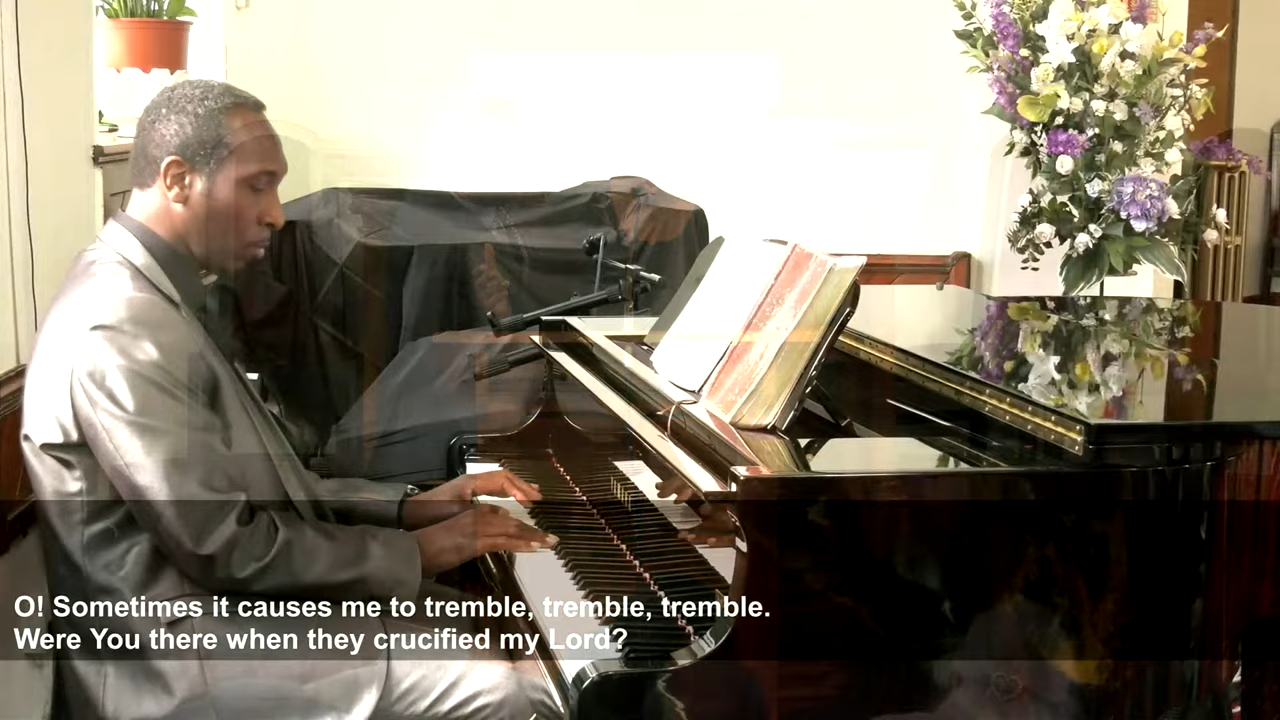 O! Sometimes it causes me to tremble, tremble, tremble.
Were You there when they crucified my Lord?